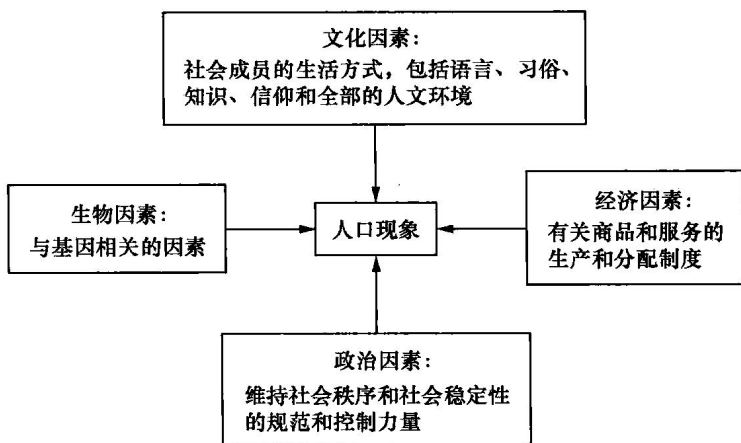 文化因素：
社会成员的生活方式，包括语言、习俗、
知识、信仰和全部的人文环境
生物因素：
与基因相关的因素
人口现象
经济因素：
有关商品和服务的
生产和分配制度
政治因素：
维持社会秩序和社会稳定性
的规范和控制力量